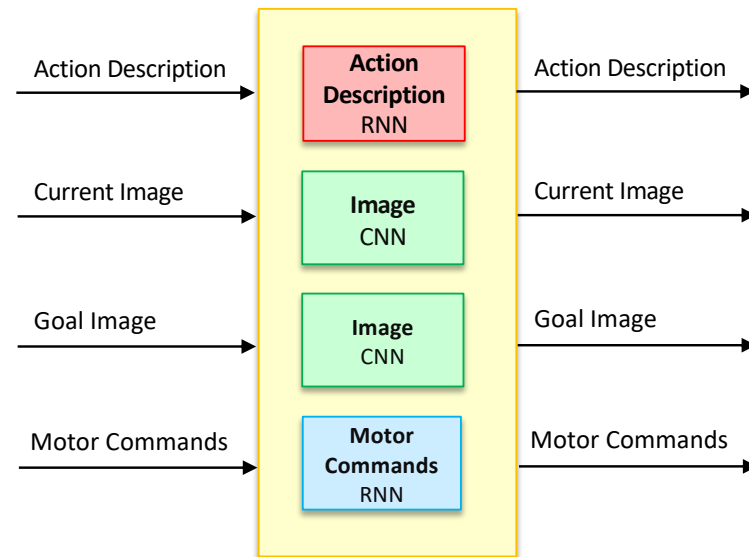 Action Description
Action
Description
RNN
Action Description
Current Image
Image
CNN
Current Image
Goal Image
Image
CNN
Goal Image
Motor Commands
Motor
Commands
RNN
Motor Commands